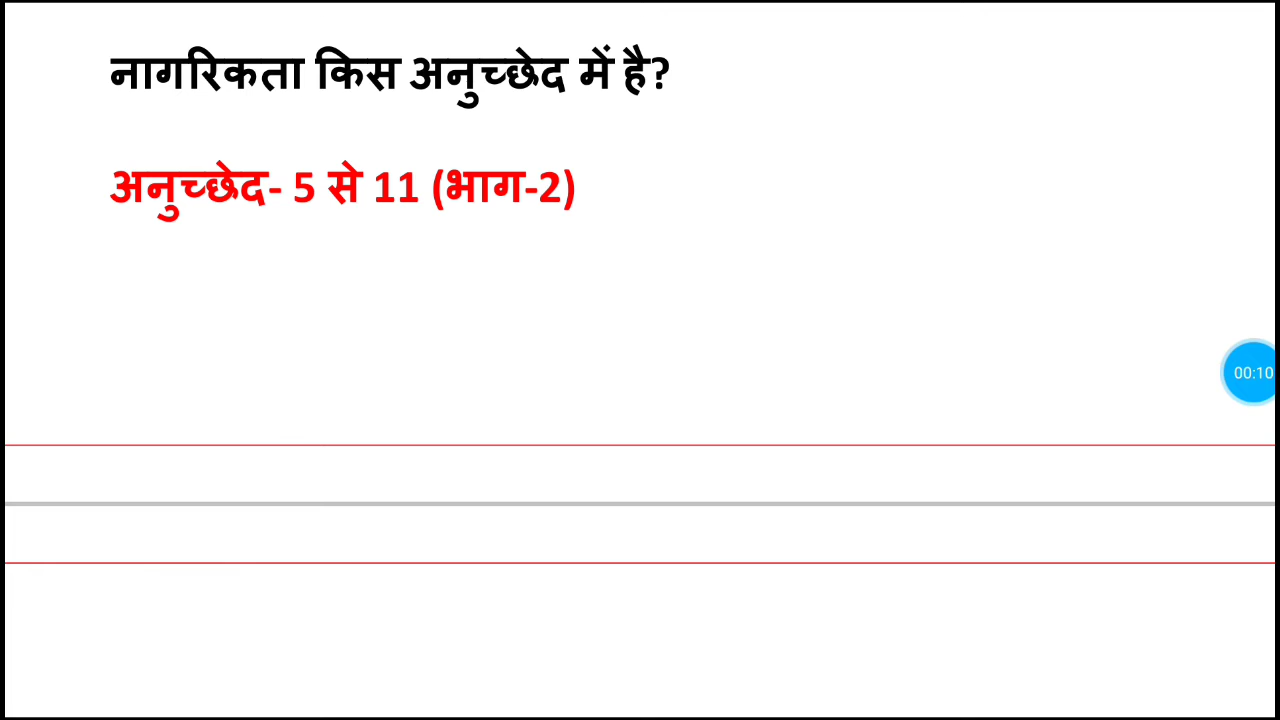 नागरिकता किस अनुच्छेद में है?
अनुच्छेद- 5 से 11 (भाग-2)
00:10